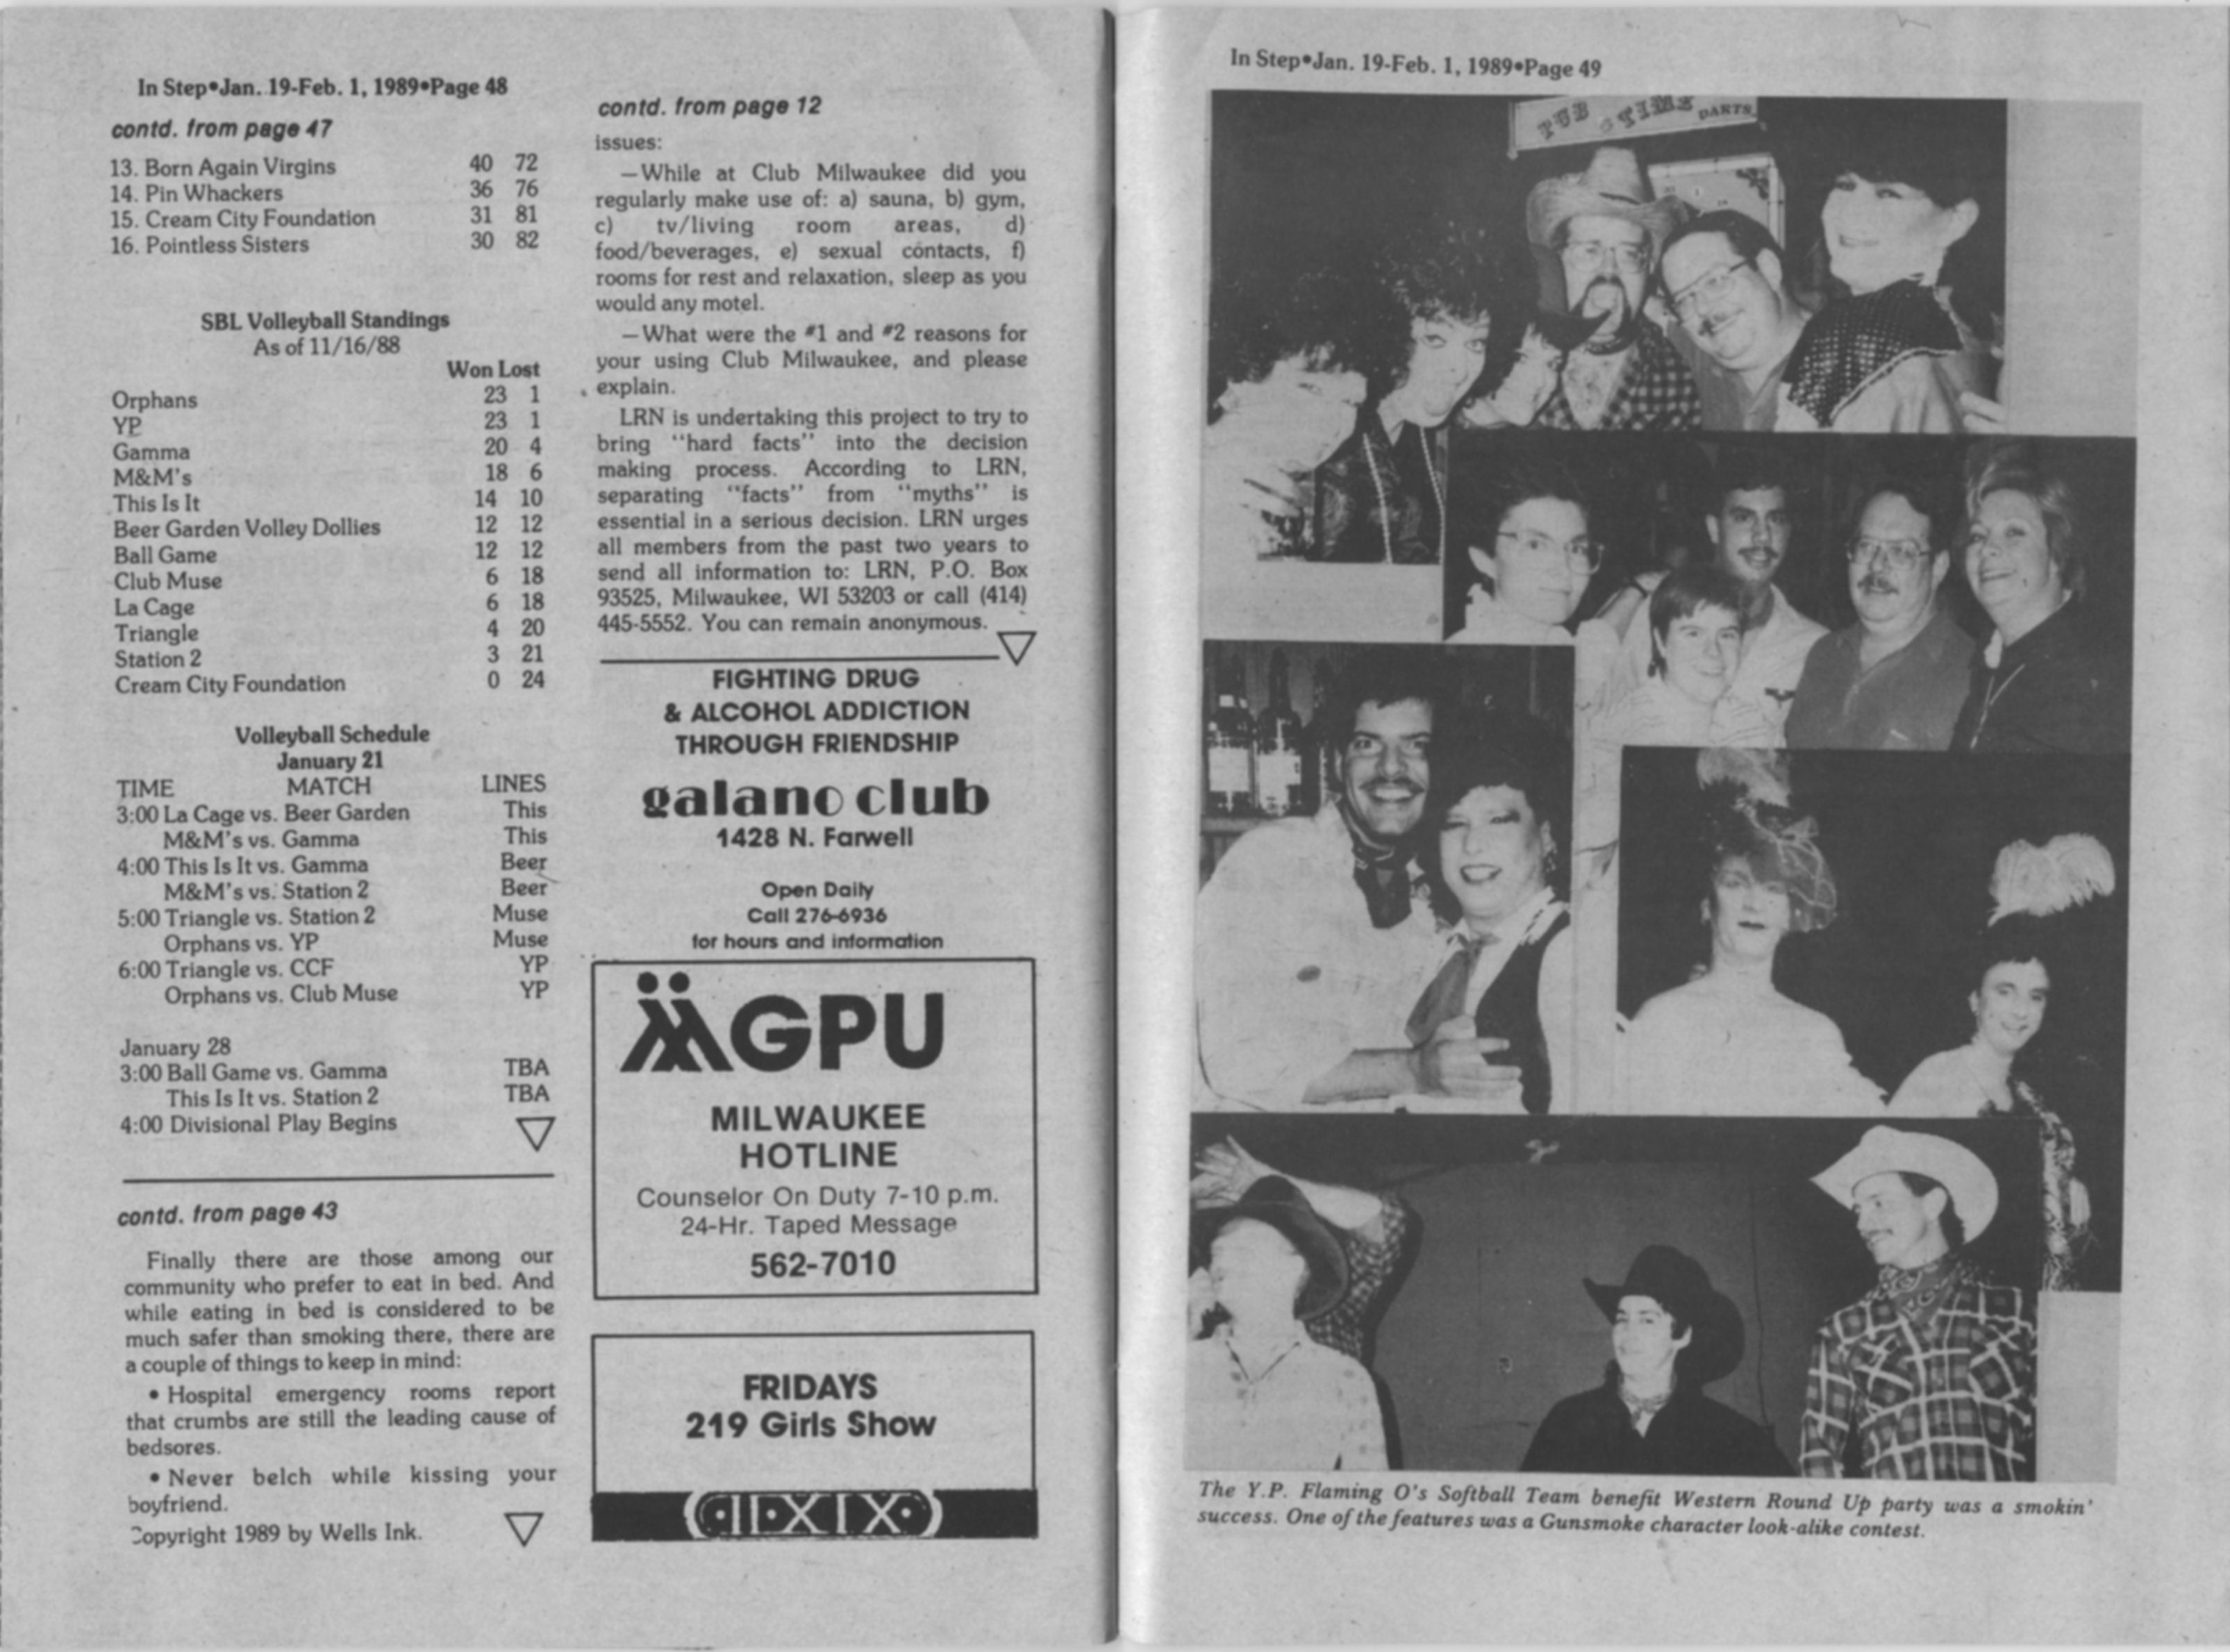 In Step•Jan. 19-Feb. 1, 1989•Page 48
contd. from page 47
13. Born Again Virgins 40 72
14. Pin Whackers 36 76
15. Cream City Foundation 31 81
16. Pointless Sisters 30 82
SBL Volleyball Standings
As of 11/16/88
Won Lost
Orphans 23 1
YP 23 1
Gamma 20 4
M&M's 18 6
This Is It 14 10
Beer Garden Volley Dollies 12 12
Ball Game 12 12
Club Muse 6 18
La Cage 6 18
Triangle 4 20
Station 2 3 21
Cream City Foundation 0 24
Volleyball Schedule
January 21
TIME MATCH LINES
3:00 La Cage vs. Beer Garden This
M&M's vs. Gamma This
4:00 This Is It vs. Gamma Beer
M&M's vs. Station 2 Beer
5:00 Triangle vs. Station 2 Muse
Orphans vs. YP Muse
6:00 Triangle vs. CCF YP
Orphans vs. Club Muse YP
January 28
3:00 Ball Game vs. Gamma TBA
This Is It vs. Station 2 TBA
4:00 Divisional Play Begins
contd. from page 43
Finally there are those among our
community who prefer to eat in bed. And
while eating in bed is considered to be
much safer than smoking there, there are
a couple of things to keep in mind:
• Hospital emergency rooms report
that crumbs are still the leading cause of
bedsores.
• Never belch while kissing your
boyfriend.
Copyright 1989 by Wells Ink.
contd. from page 12
issues:
—While at Club Milwaukee did you
regularly make use of: a) sauna, b) gym,
c) tv/living room areas, d)
food/beverages, e) sexual contacts, f)
rooms for rest and relaxation, sleep as you
would any motel.
—What were the #1 and #2 reasons for
your using Club Milwaukee, and please
explain.
LRN is undertaking this project to try to
bring "hard facts" into the decision
making process. According to LRN,
separating "facts" from "myths" is
essential in a serious decision. LRN urges
all members from the past two years to
send all information to: LRN, P.O. Box
93525, Milwaukee, WI 53203 or call (414)
445-5552. You can remain anonymous.
FIGHTING DRUG
& ALCOHOL ADDICTION
THROUGH FRIENDSHIP
galano club
1428 N. Farwell
Open Daily
Call 276-6936
for hours and information
GPU
MILWAUKEE
HOTLINE
Counselor On Duty 7-10 p.m.
24-Hr. Taped Message
562-7010
FRIDAYS
219 Girls Show
In Step•Jan. 19-Feb. 1, 1989•Page 49
PUB TIME DARTS
The Y.P. Flaming O's Softball Team benefit Western Round Up party was a smokin'
success. One of the features was a Gunsmoke character look-alike contest.